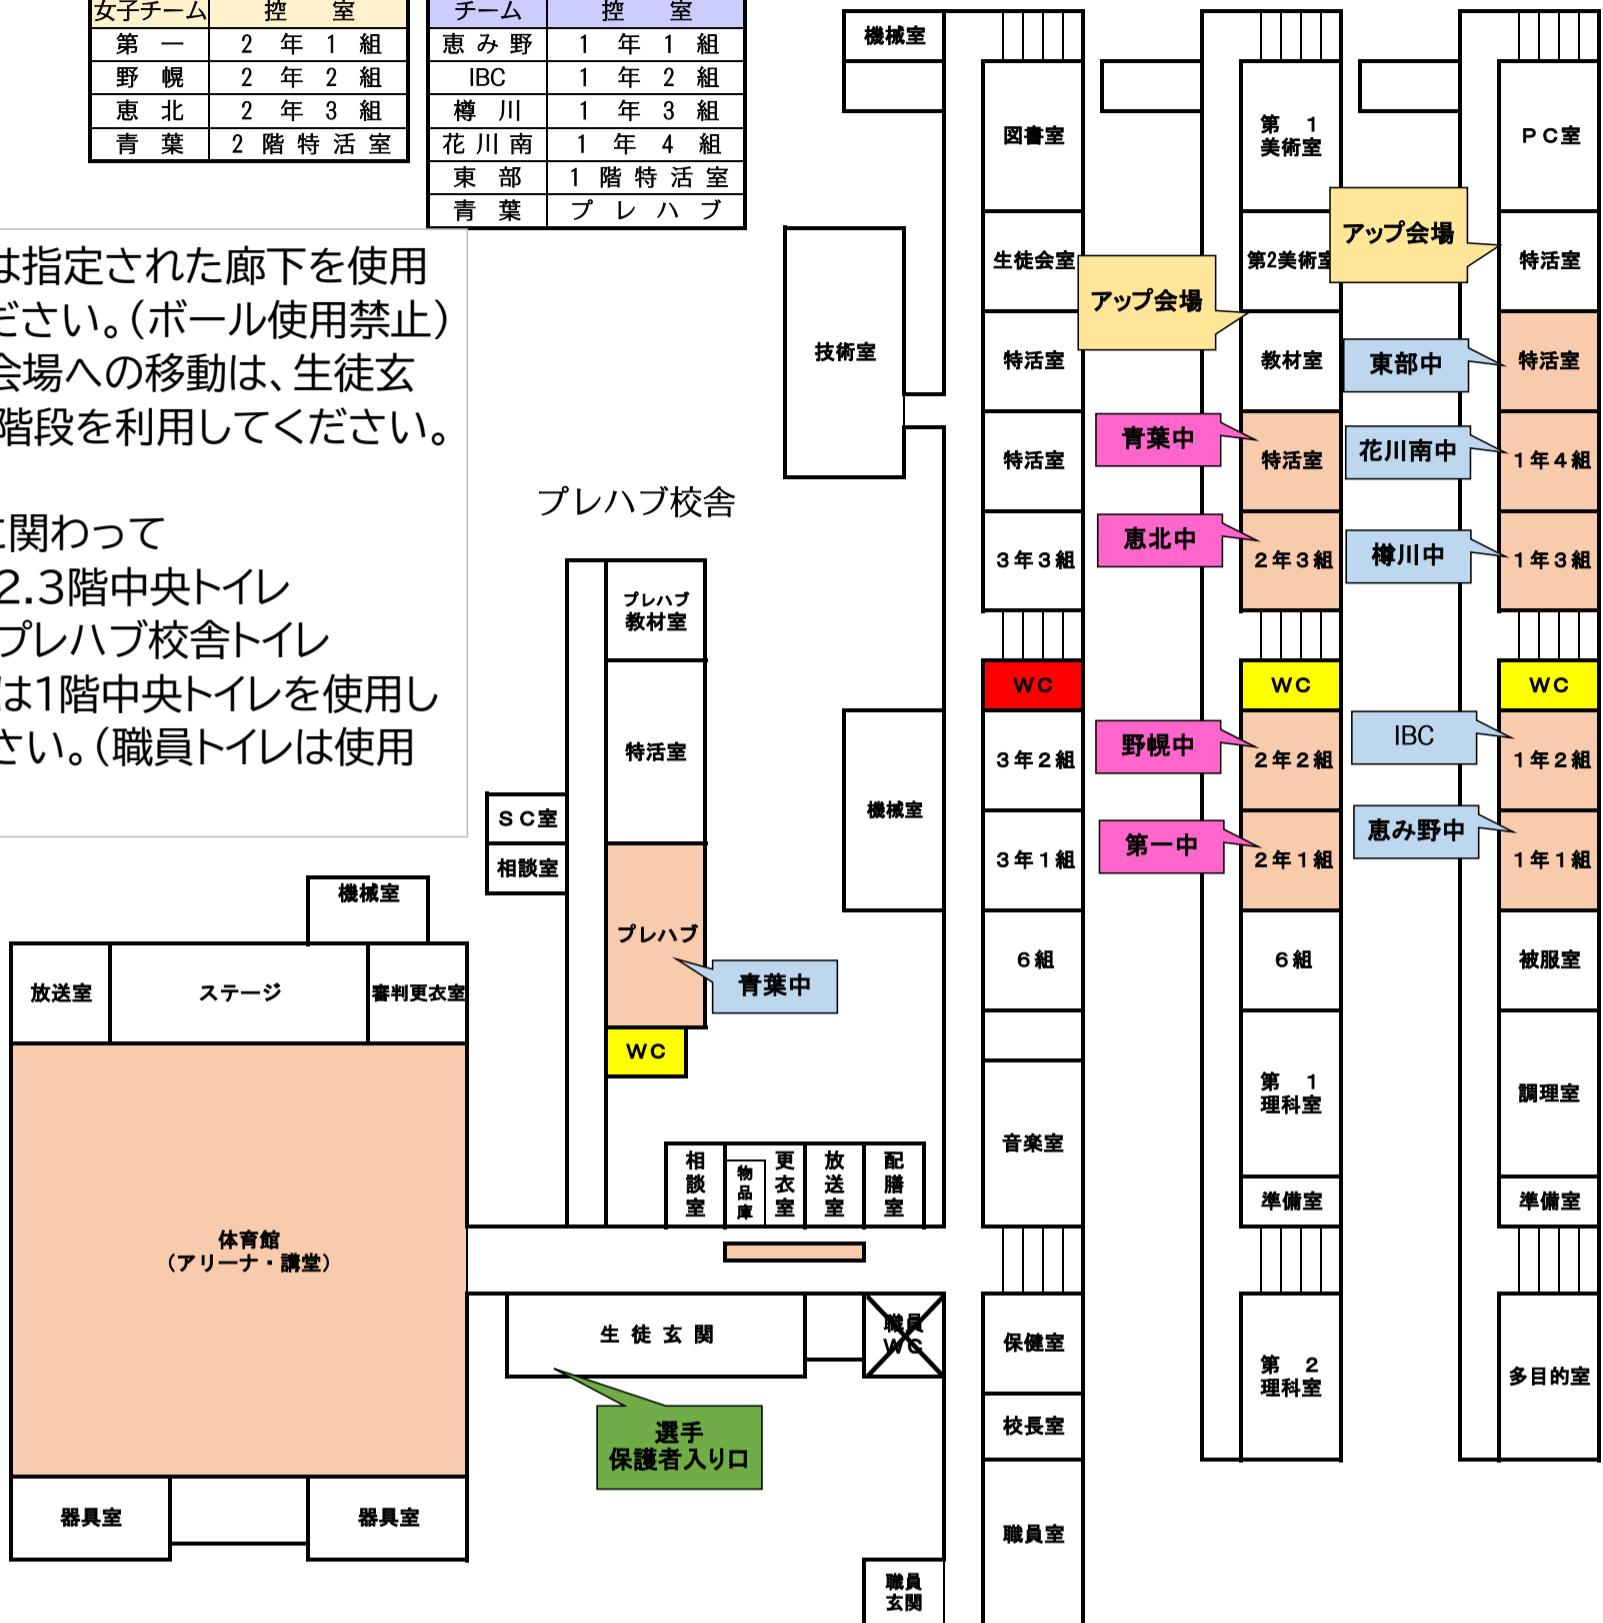 女子チーム 控 室
第 一 2 年 1 組
野 幌 2 年 2 組
恵 北 2 年 3 組
青 葉 2 階 特 活 室
チーム 控 室
恵 み 野 1 年 1 組
IBC 1 年 2 組
樽 川 1 年 3 組
花 川 南 1 年 4 組
東 部 1 階 特 活 室
青 葉 プ レ ハ ブ
は指定された廊下を使用
ださい。(ボール使用禁止)
会場への移動は、生徒玄
階段を利用してください。
に関わって
2.3階中央トイレ
プレハブ校舎トイレ
は1階中央トイレを使用し
さい。(職員トイレは使用
プレハブ校舎
プレハブ
教材室
特活室
SC室
相談室
プレハブ
青葉中
WC
機械室
放送室
ステージ
審判更衣室
体育館
(アリーナ・講堂)
器具室
器具室
相談室
物品庫
更衣室
放送室
配膳室
生 徒 玄 関
職員
WC
選手
保護者入り口
職員
玄関
機械室
技術室
機械室
図書室
生徒会室
特活室
特活室
3年3組
WC
3年2組
3年1組
6組
音楽室
保健室
校長室
職員室
第 1
美術室
第2美術室
アップ会場
教材室
青葉中
特活室
恵北中
2年3組
WC
野幌中
2年2組
第一中
2年1組
6組
第 1
理科室
準備室
第 2
理科室
PC室
アップ会場
特活室
東部中
特活室
花川南中
1年4組
樽川中
1年3組
WC
IBC
1年2組
恵み野中
1年1組
被服室
調理室
準備室
多目的室